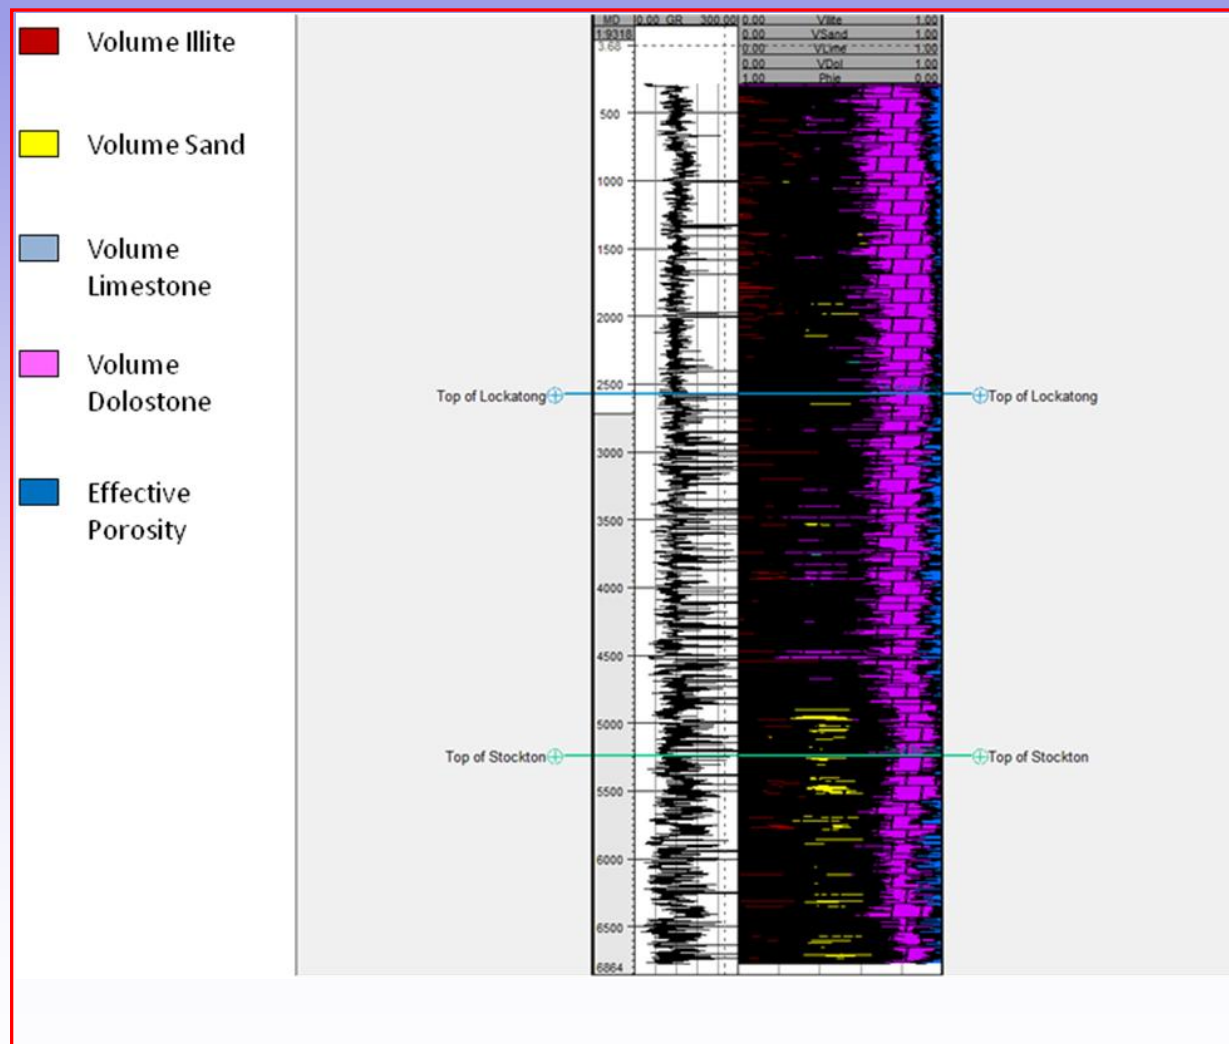 Volume Illite
Volume Sand
Volume
Limestone
Volume
Dolostone
Effective
Porosity
MD 0.00 GR 300.00 0.00 VIlite 1.00
1:9318 0.00 VSand 1.00
3.68 0.00 VLime 1.00
0.00 VDol 1.00
1.00 Phie 0.00
500
1000
1500
2000
2500
Top of Lockatong Top of Lockatong
3000
3500
4000
4500
5000
Top of Stockton Top of Stockton
5500
6000
6500
6864